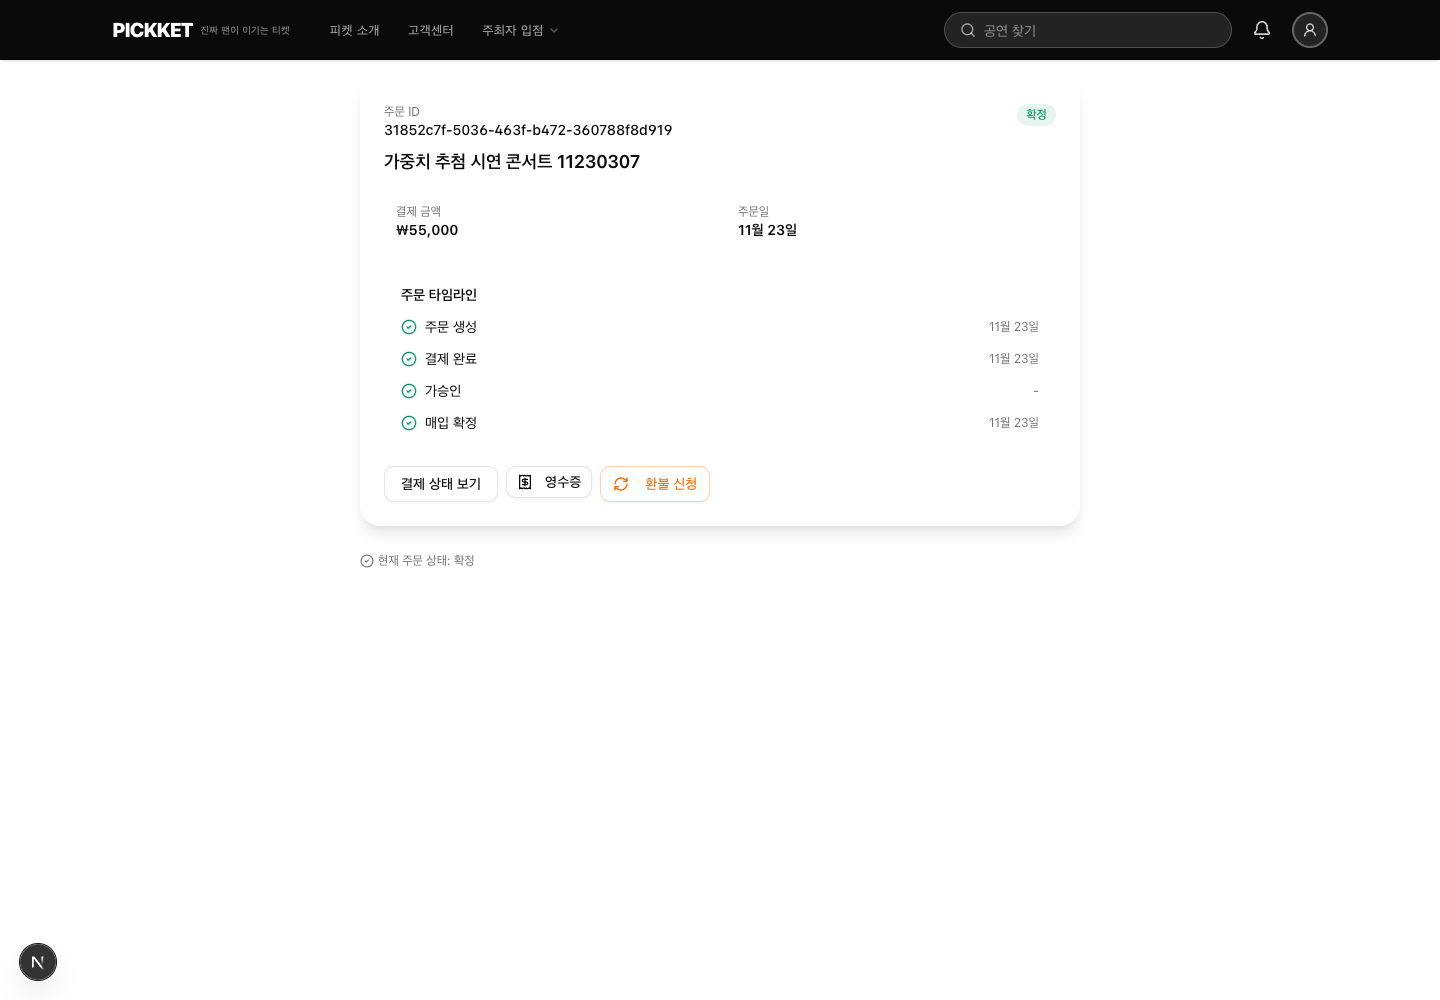 PICKKET 진짜 팬이 이기는 티켓 피켓 소개 고객센터 주최자 입점 공연 찾기
주문 ID
확정
31852c7f-5036-463f-b472-360788f8d919
가중치 추첨 시연 콘서트 11230307
결제 금액 주문일
₩55,000 11월 23일
주문 타임라인
주문 생성 11월 23일
결제 완료 11월 23일
가승인 -
매입 확정 11월 23일
결제 상태 보기 영수증 환불 신청
현재 주문 상태: 확정
N